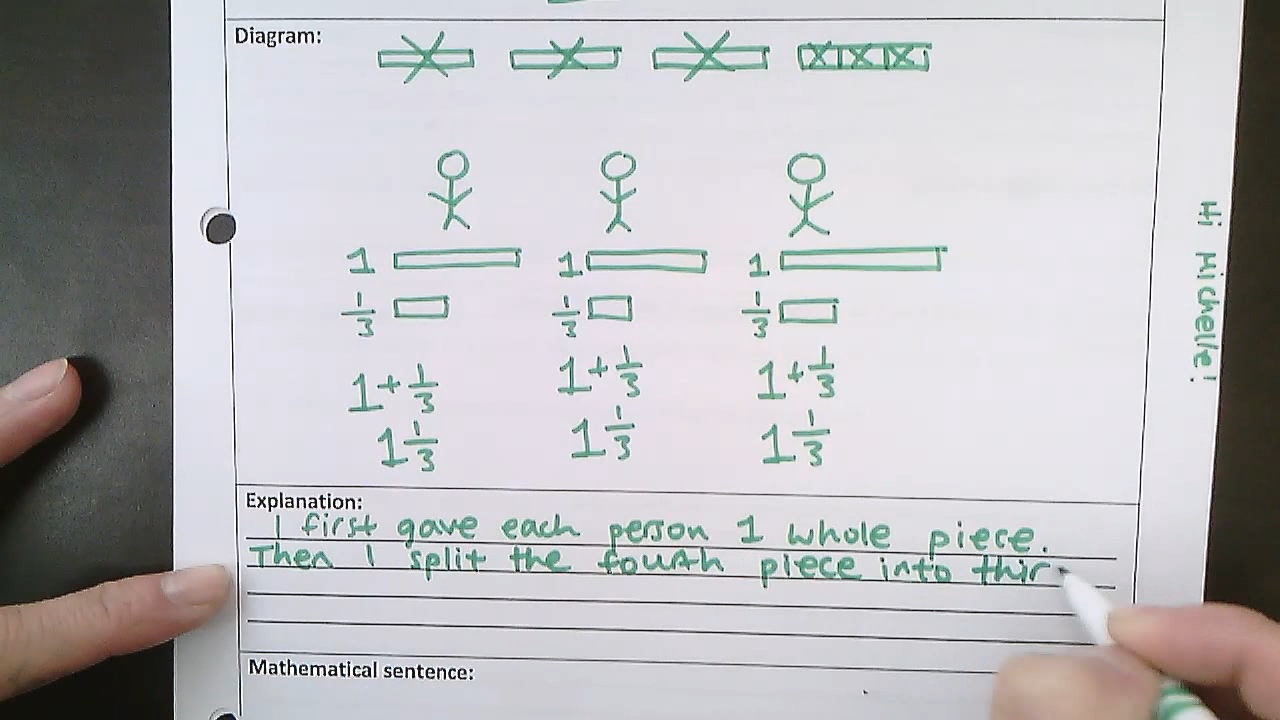 Diagram:
1 1 1
1/3 1/3 1/3
1+1/3 1+1/3 1+1/3
1 1/3 1 1/3 1 1/3
Explanation:
I first gave each person 1 whole piece.
Then I split the fourth piece into thir
Mathematical sentence:
Hi Michelle!